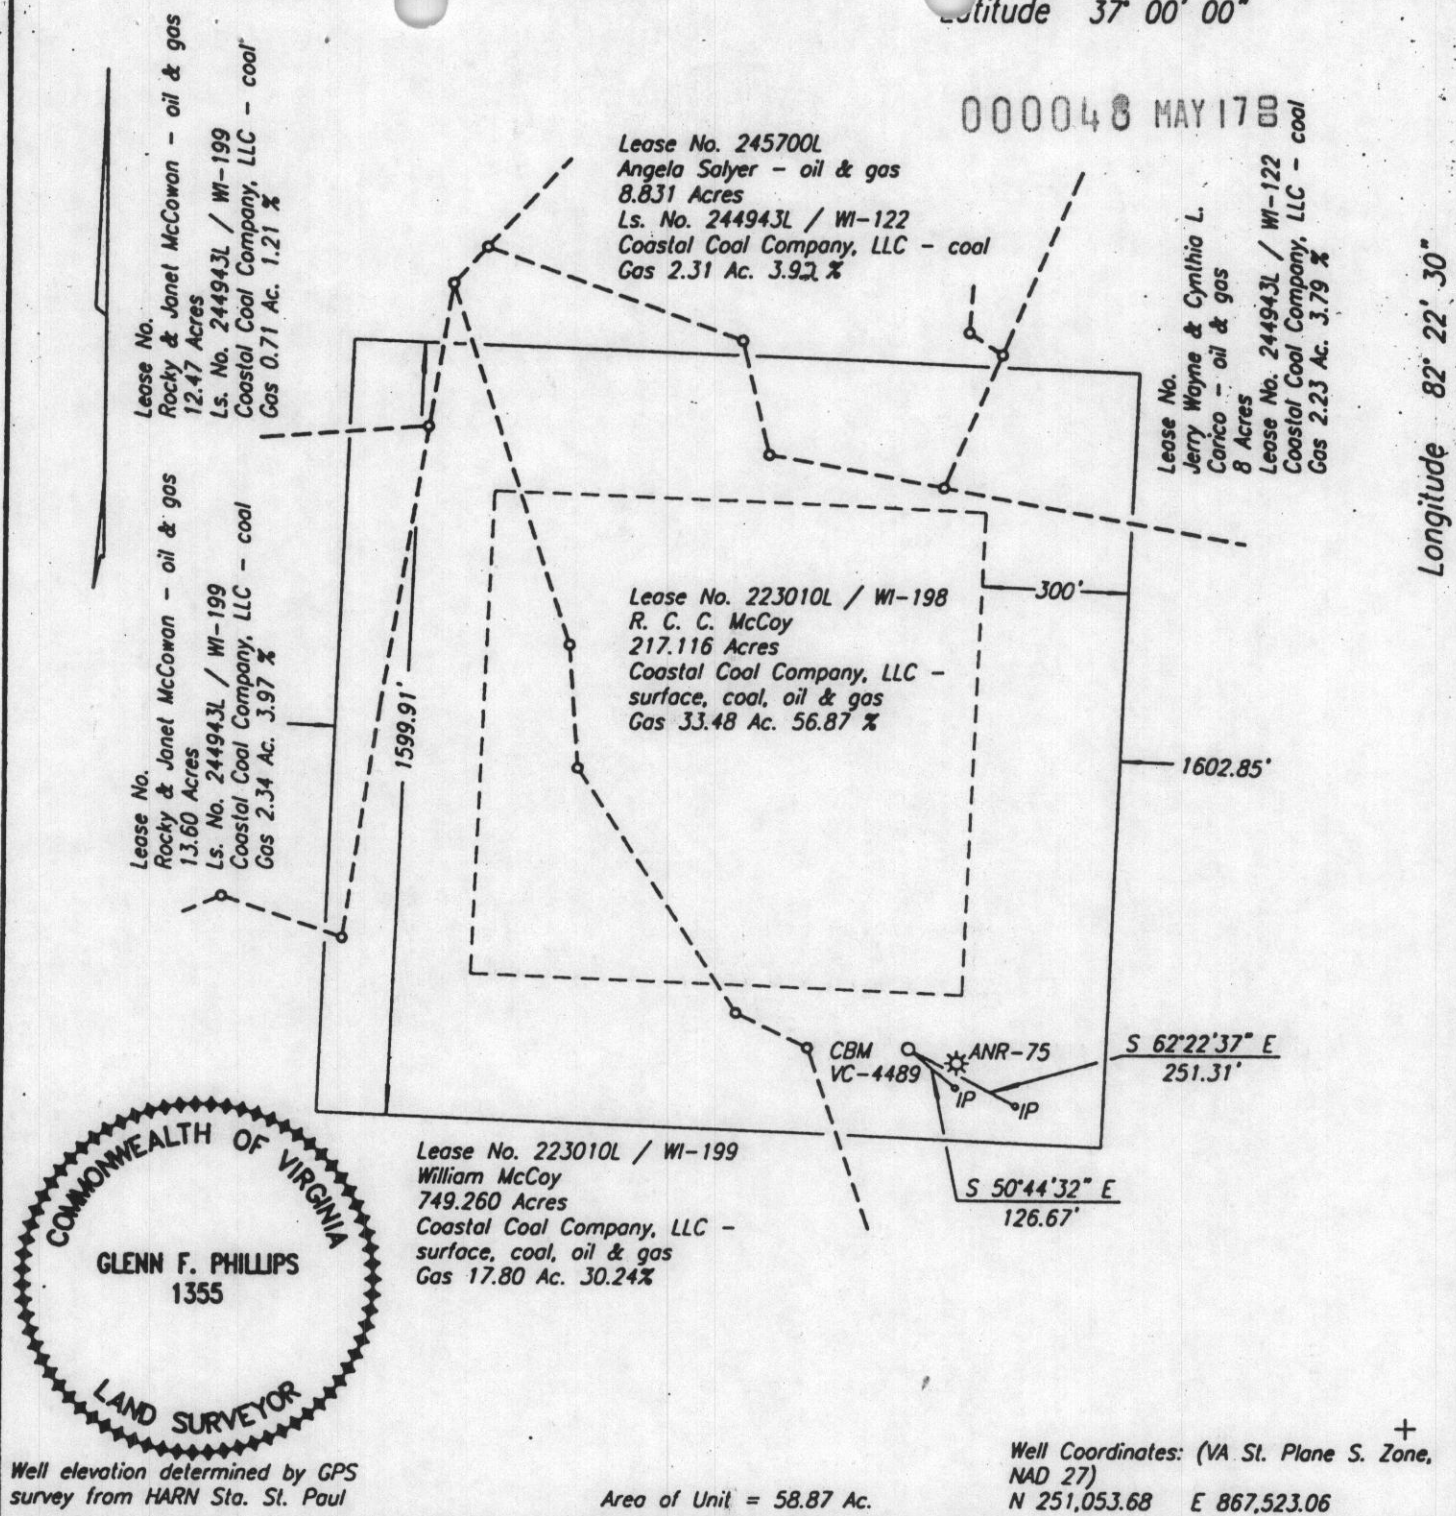 Latitude 37° 00' 00"
000048 MAY 17
Lease No.
Rocky & Janet McCowan - oil & gas
12.47 Acres
Ls. No. 244943L / WI-199
Coastal Coal Company, LLC - coal
Gas 0.71 Ac. 1.21 %
Lease No. 245700L
Angela Salyer - oil & gas
8.831 Acres
Ls. No. 244943L / WI-122
Coastal Coal Company, LLC - coal
Gas 2.31 Ac. 3.92 %
Lease No.
Jerry Wayne & Cynthia L.
Carico - oil & gas
8 Acres
Lease No. 244943L / WI-122
Coastal Coal Company, LLC - coal
Gas 2.23 Ac. 3.79 %
Longitude 82° 22' 30"
Lease No.
Rocky & Janet McCowan - oil & gas
13.60 Acres
Ls. No. 244943L / WI-199
Coastal Coal Company, LLC - coal
Gas 2.34 Ac. 3.97 %
1599.91'
Lease No. 223010L / WI-198
R. C. C. McCoy
217.116 Acres
Coastal Coal Company, LLC -
surface, coal, oil & gas
Gas 33.48 Ac. 56.87 %
300'
1602.85'
CBM
VC-4489
ANR-75
IP
IP
S 62°22'37" E
251.31'
S 50°44'32" E
126.67'
Lease No. 223010L / WI-199
William McCoy
749.260 Acres
Coastal Coal Company, LLC -
surface, coal, oil & gas
Gas 17.80 Ac. 30.24%
COMMONWEALTH OF VIRGINIA
GLENN F. PHILLIPS
1355
LAND SURVEYOR
Well elevation determined by GPS
survey from HARN Sta. St. Paul
Area of Unit = 58.87 Ac.
Well Coordinates: (VA St. Plane S. Zone,
NAD 27)
N 251,053.68 E 867,523.06